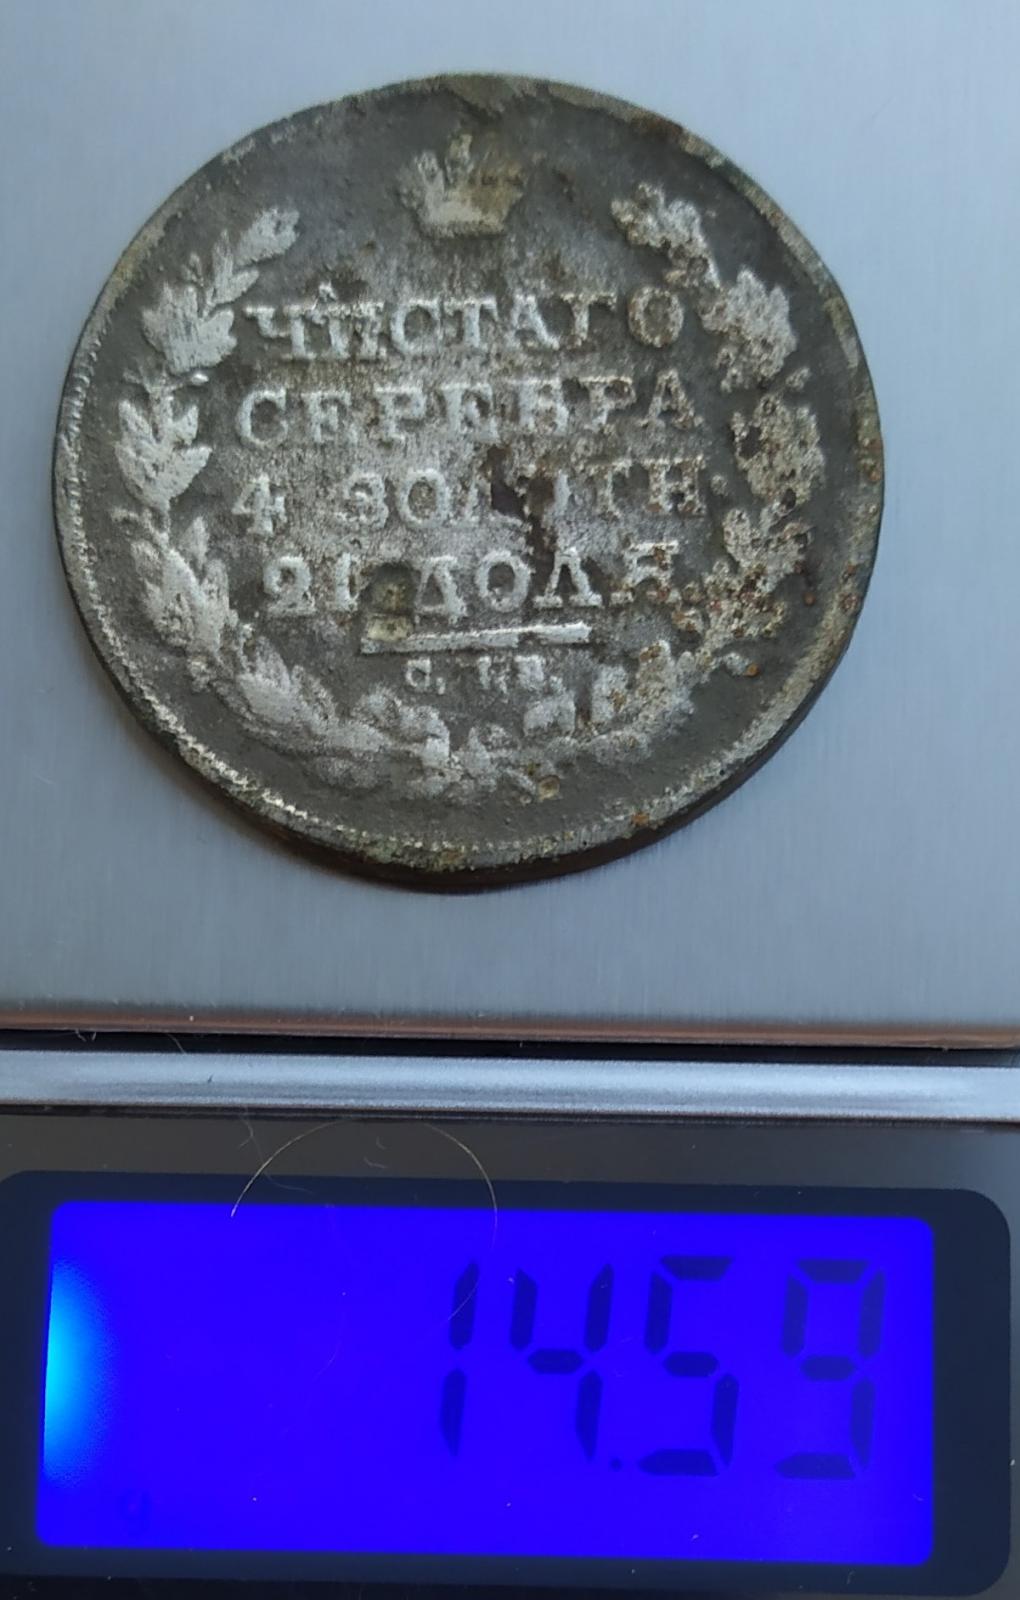 ЧИСТАГО
СЕРЕБРА
4 ЗОЛОТН.
21 ДОЛЯ
С.П.Б.
14.59
g